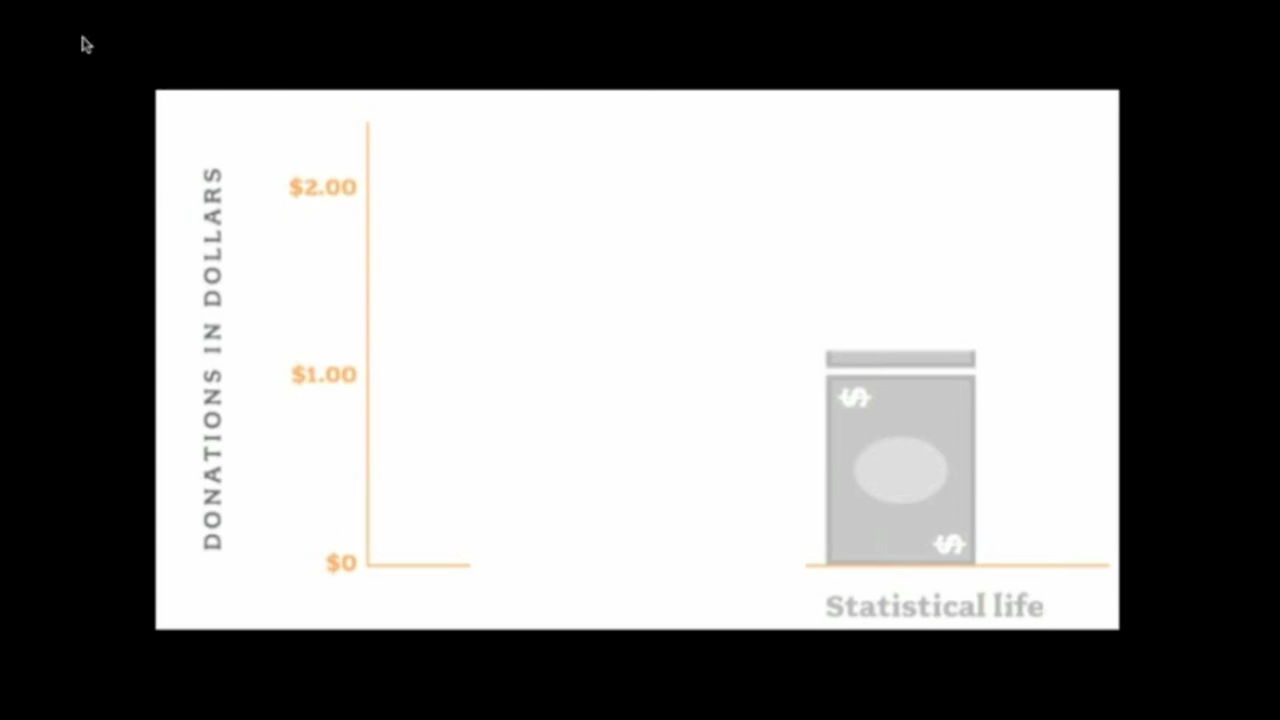 DONATIONS IN DOLLARS
$2.00
$1.00
$0
$
$
Statistical life